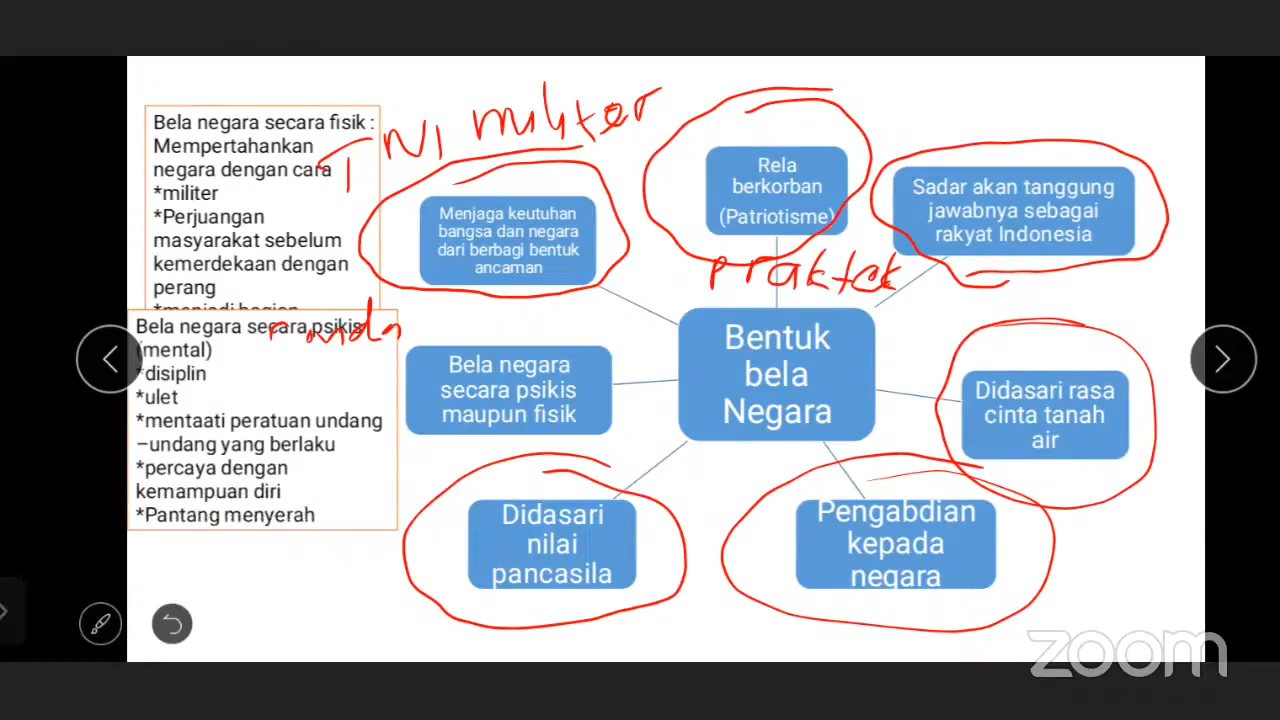 Bela negara secara fisik :
Mempertahankan
negara dengan cara
*militer
*Perjuangan
masyarakat sebelum
kemerdekaan dengan
perang
Bela negara secara psikis
(mental)
*disiplin
*ulet
*mentaati peratuan undang
–undang yang berlaku
*percaya dengan
kemampuan diri
*Pantang menyerah
TNI militer
Menjaga keutuhan
bangsa dan negara
dari berbagi bentuk
ancaman
Rela
berkorban
(Patriotisme)
Sadar akan tanggung
jawabnya sebagai
rakyat Indonesia
praktek
Bentuk
bela
Negara
Bela negara
secara psikis
maupun fisik
Didasari rasa
cinta tanah
air
Didasari
nilai
pancasila
Pengabdian
kepada
negara
zoom